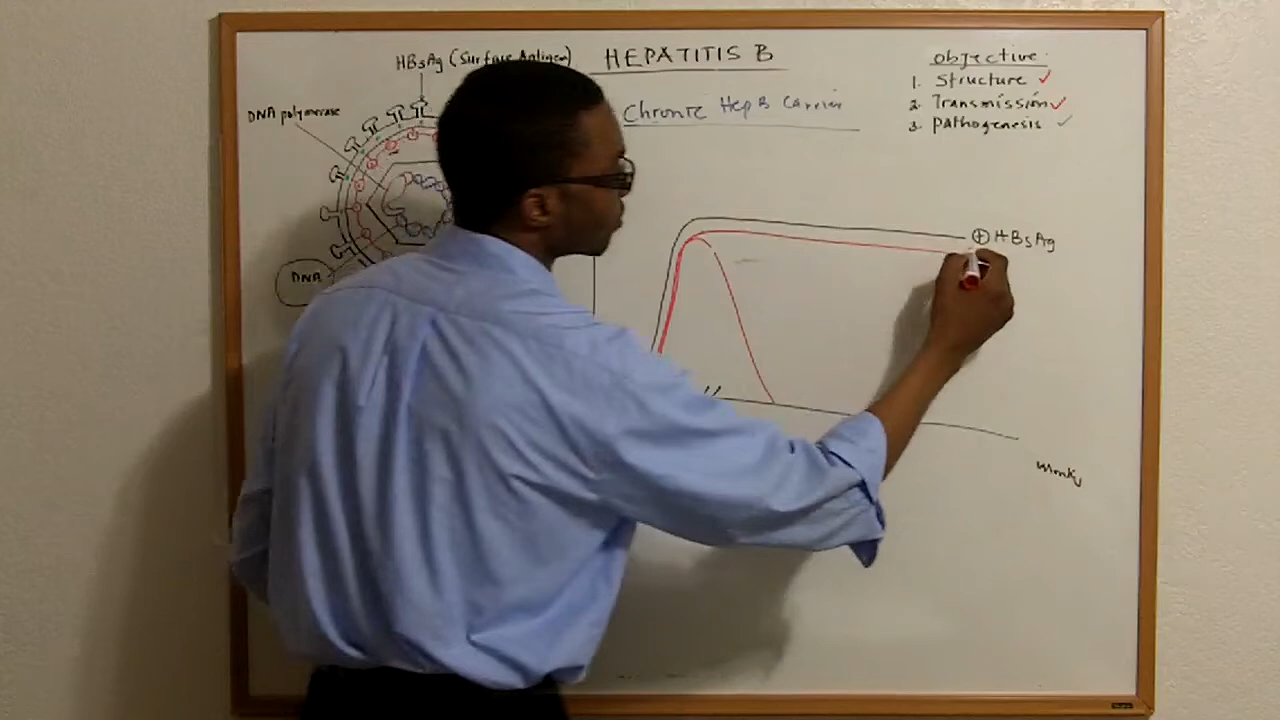 HBsAg (Surface Antigen)
HEPATITIS B
Objective
1. Structure ✓
2. Transmission ✓
3. Pathogenesis ✓
Chronic Hep B Carrier
DNA polymerase
DNA
⊕ HBsAg